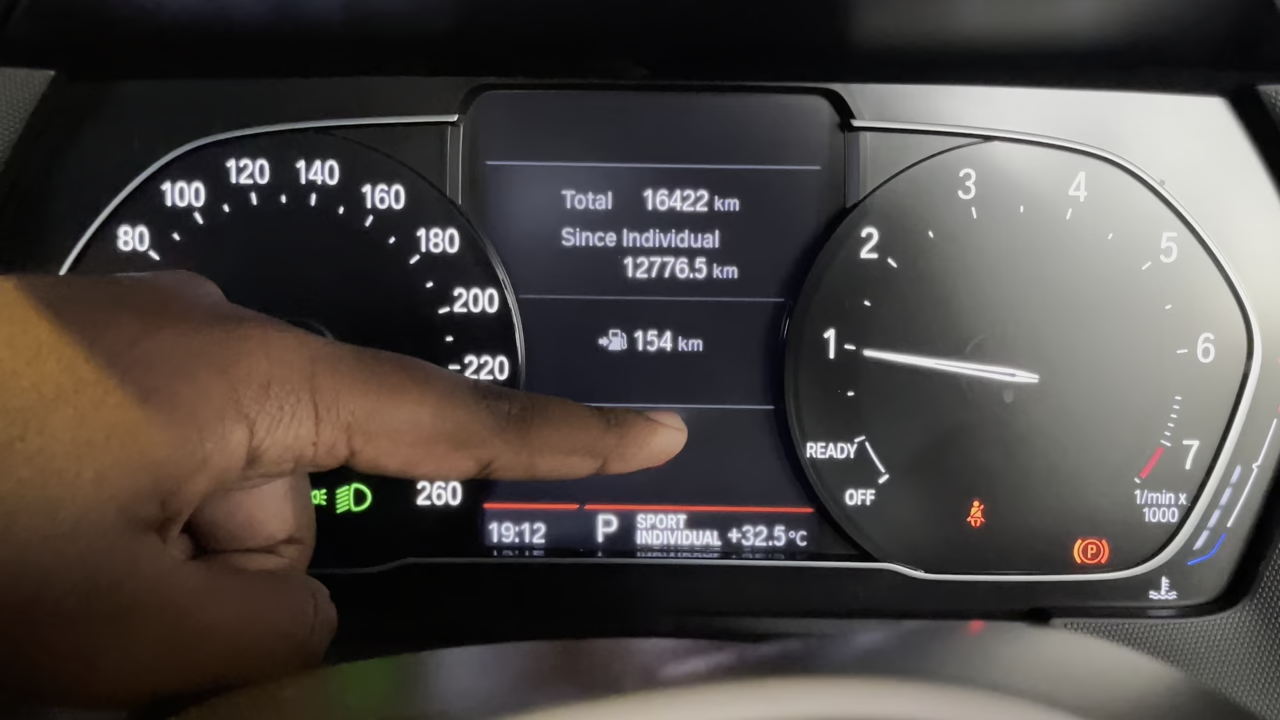 80
100
120
140
160
180
200
220
260
Total 16422 km
Since Individual
12776.5 km
154 km
19:12
P
SPORT
INDIVIDUAL
+32.5°C
1
2
3
4
5
6
7
READY
OFF
1/min x
1000
P